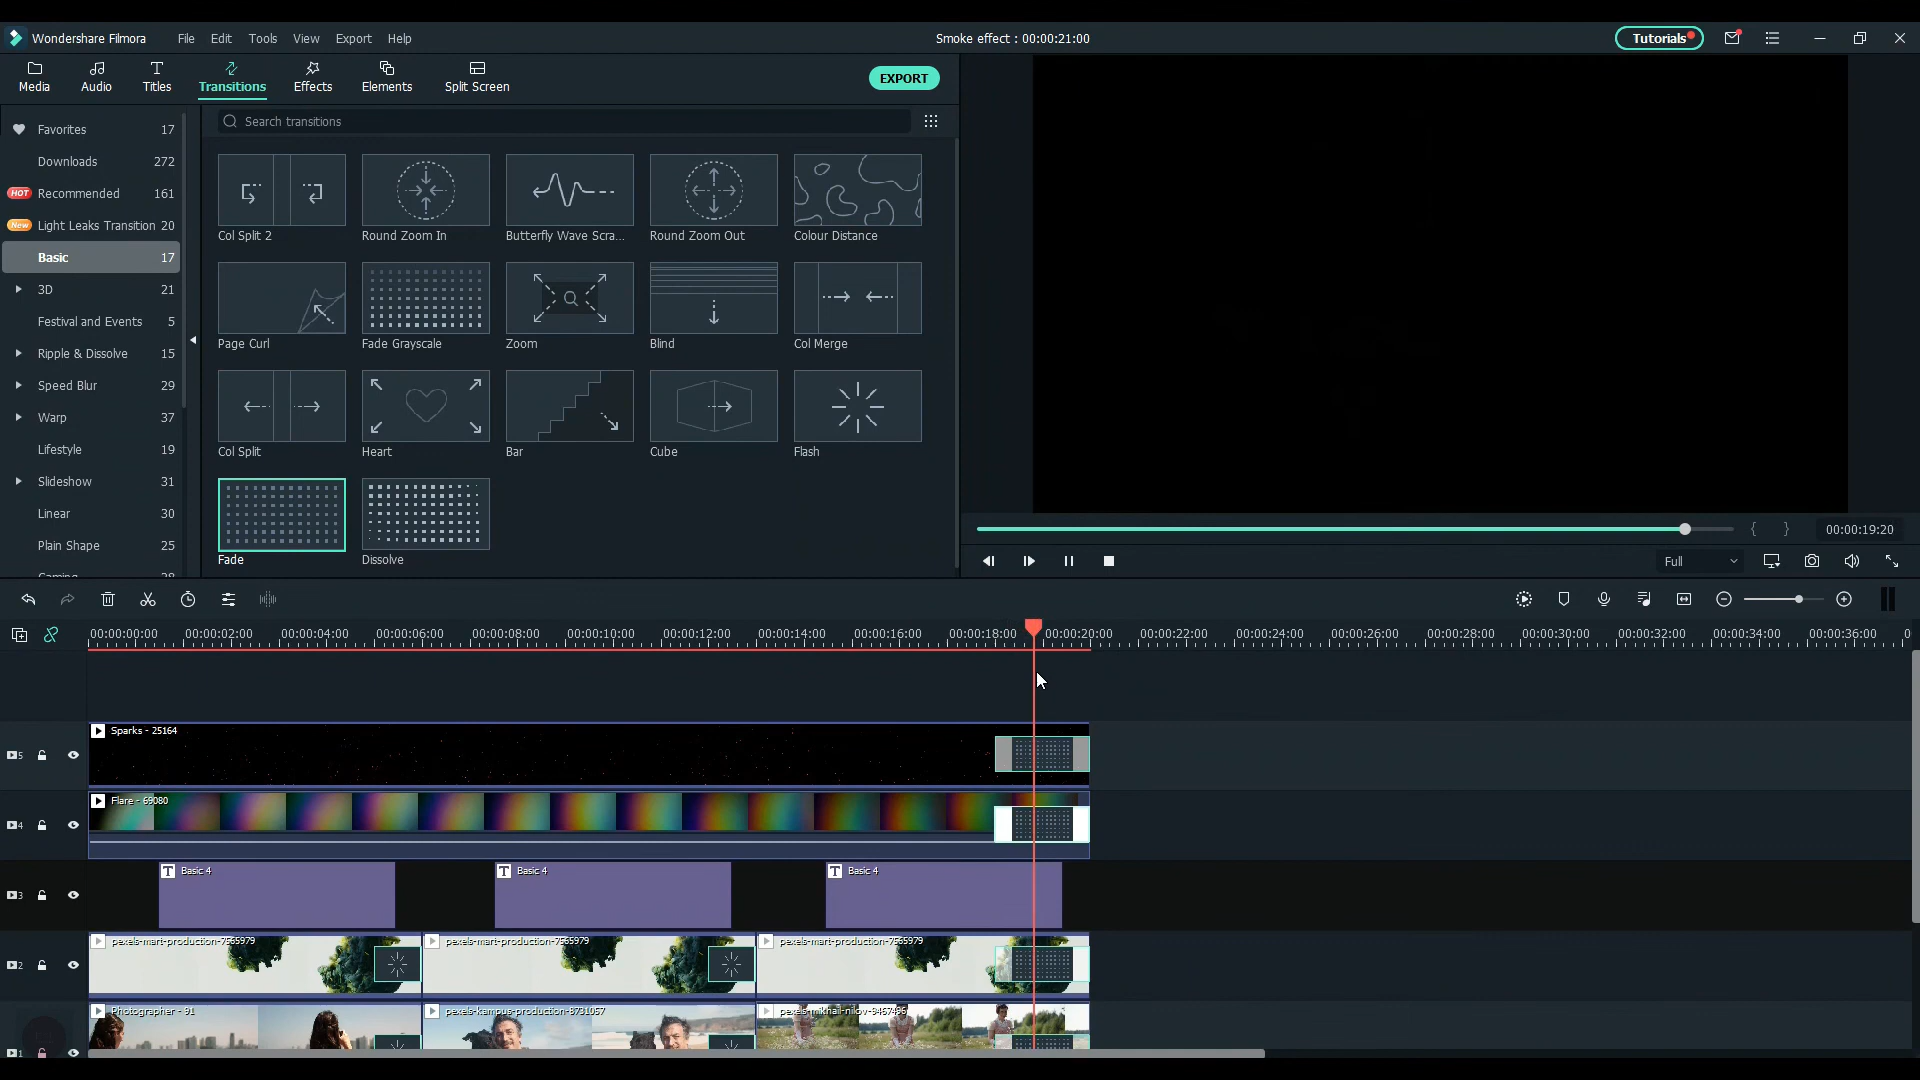 Wondershare Filmora
File Edit Tools View Export Help
Smoke effect : 00:00:21:00
Tutorials
Media Audio Titles Transitions Effects Elements Split Screen
EXPORT
Favorites 17
Downloads 272
HOT Recommended 161
New Light Leaks Transition 20
Basic 17
3D 21
Festival and Events 5
Ripple & Dissolve 15
Speed Blur 29
Warp 37
Lifestyle 19
Slideshow 31
Linear 30
Plain Shape 25
Search transitions
Col Split 2 Round Zoom In Butterfly Wave Scra... Round Zoom Out Colour Distance
Page Curl Fade Grayscale Zoom Blind Col Merge
Col Split Heart Bar Cube Flash
Fade Dissolve
00:00:19:20
Full
00:00:00:00 00:00:02:00 00:00:04:00 00:00:06:00 00:00:08:00 00:00:10:00 00:00:12:00 00:00:14:00 00:00:16:00 00:00:18:00 00:00:20:00 00:00:22:00 00:00:24:00 00:00:26:00 00:00:28:00 00:00:30:00 00:00:32:00 00:00:34:00 00:00:36:00
Sparks - 25164
5
Flare - 69080
4
Basic 4 Basic 4 Basic 4
3
pexels-mart-production-7565979 pexels-mart-production-7565979 pexels-mart-production-7565979
2
Photographer - 91 pexels-kampus-production-8731057 pexels-mikhail-nilov-9467496
1